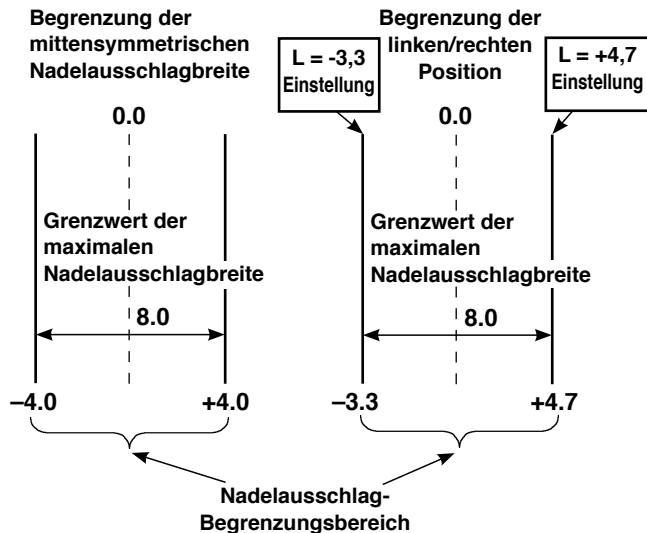 Begrenzung der
mittensymmetrischen
Nadelausschlagbreite
0.0
Grenzwert der
maximalen
Nadelausschlagbreite
8.0
–4.0
+4.0
Begrenzung der
linken/rechten
Position
L = -3,3
Einstellung
L = +4,7
Einstellung
0.0
Grenzwert der
maximalen
Nadelausschlagbreite
8.0
–3.3
+4.7
Nadelausschlag-
Begrenzungsbereich